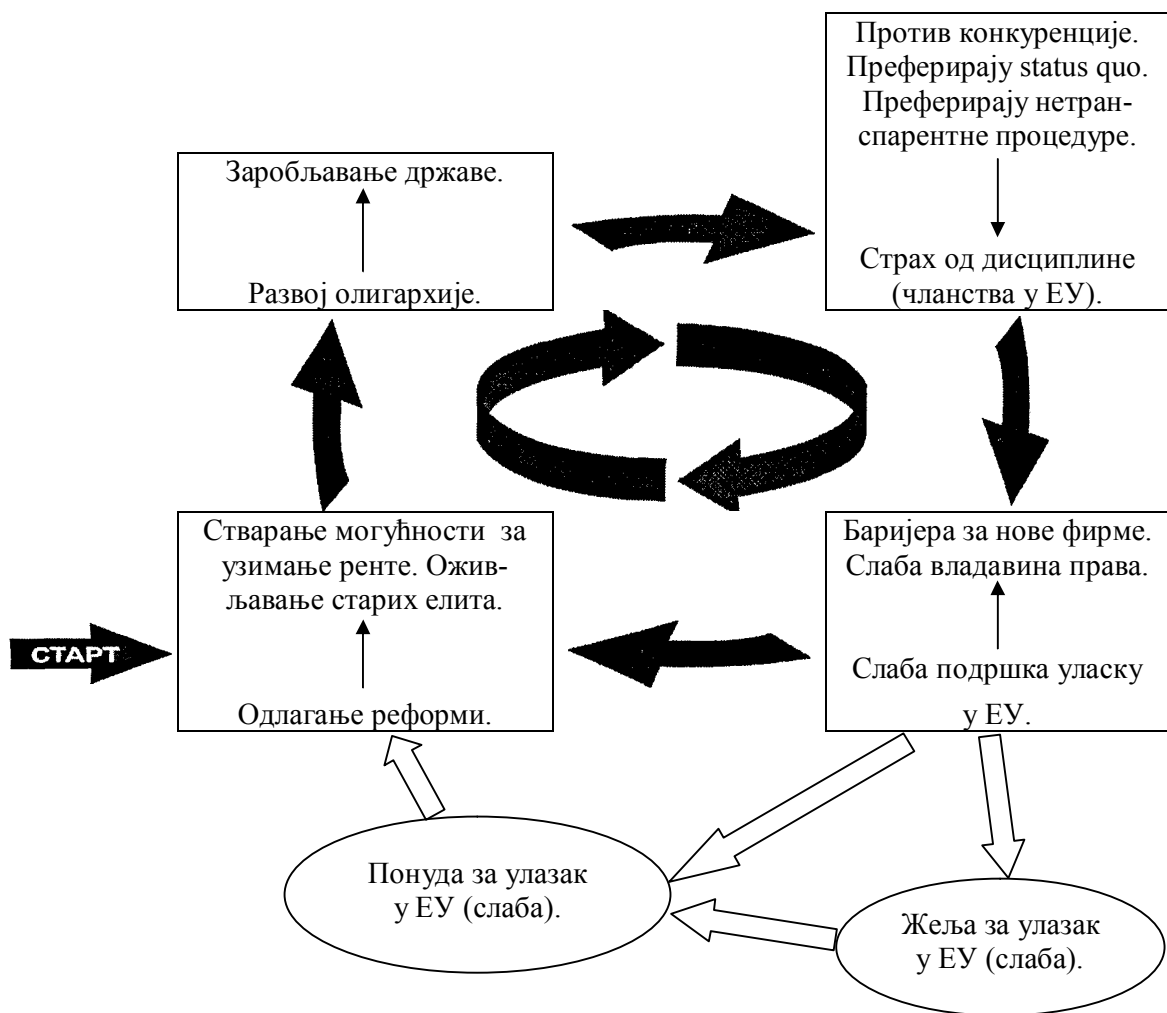 Против конкуренције.
Преферирају status quo.
Преферирају нетран-
спарентне процедуре.
Страх од дисциплине
(чланства у ЕУ).
Заробљавање државе.
Развој олигархије.
Стварање могућности за
узимање ренте. Ожив-
љавање старих елита.
Одлагање реформи.
СТАРТ
Баријера за нове фирме.
Слаба владавина права.
Слаба подршка уласку
у ЕУ.
Понуда за улазак
у ЕУ (слаба).
Жеља за улазак
у ЕУ (слаба).